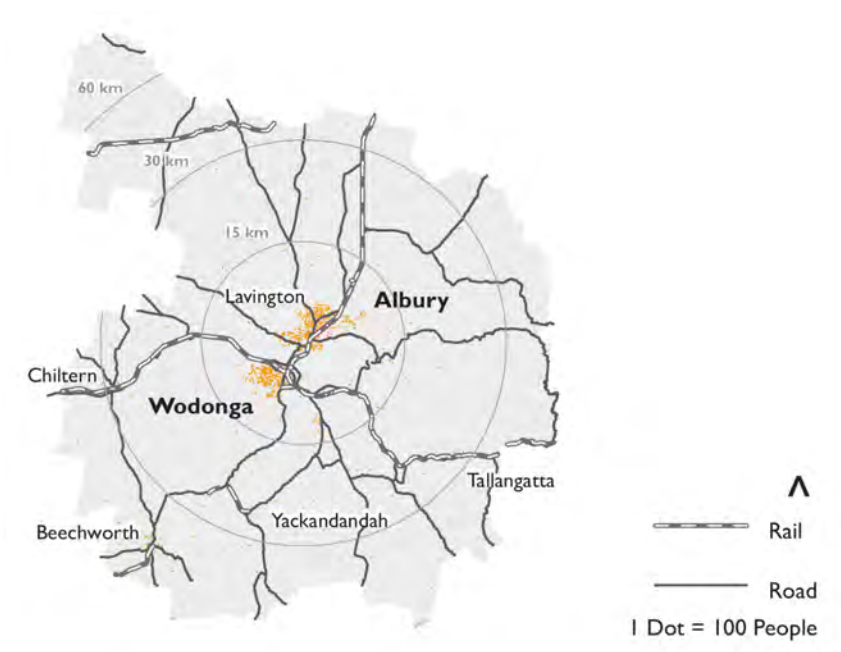 60 km
30 km
15 km
Lavington
Albury
Chiltern
Wodonga
Tallangatta
Yackandandah
Beechworth
Rail
Road
1 Dot = 100 People